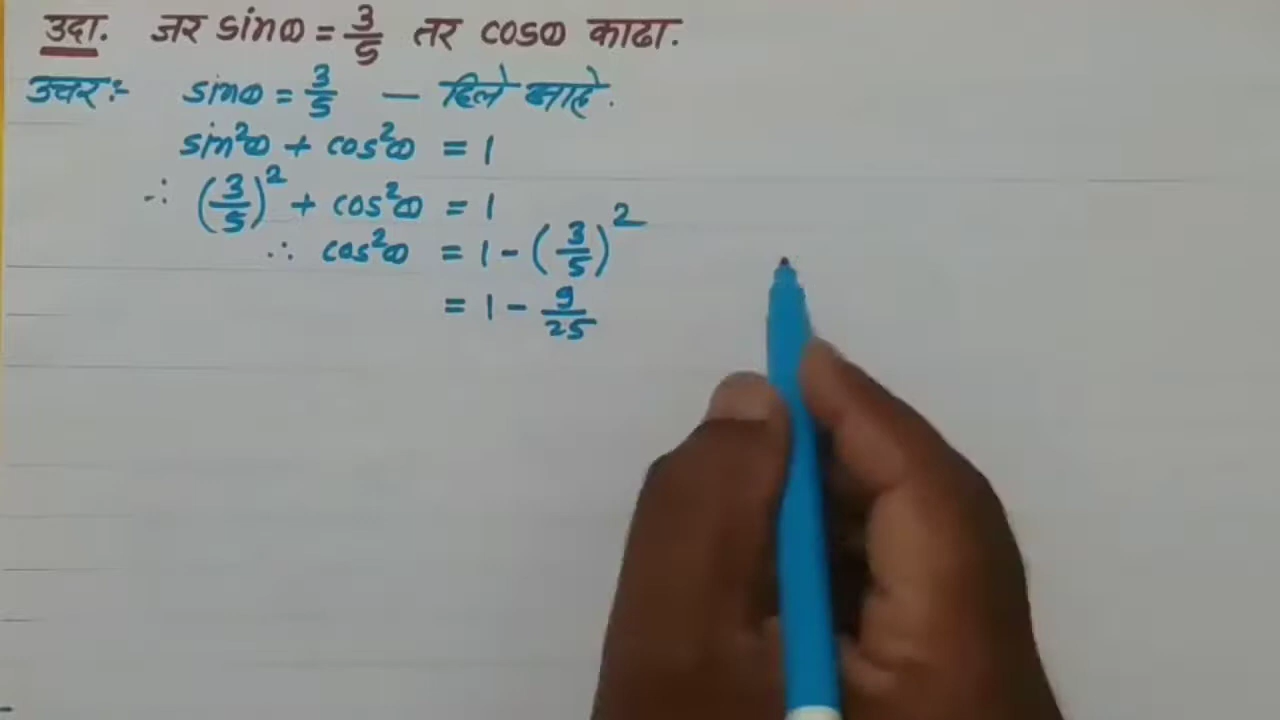 उदा. जर sinθ = 3/5 तर cosθ काढा.
उत्तर:- sinθ = 3/5 — दिले आहे.
sin²θ + cos²θ = 1
∴ (3/5)² + cos²θ = 1
∴ cos²θ = 1 - (3/5)²
= 1 - 9/25